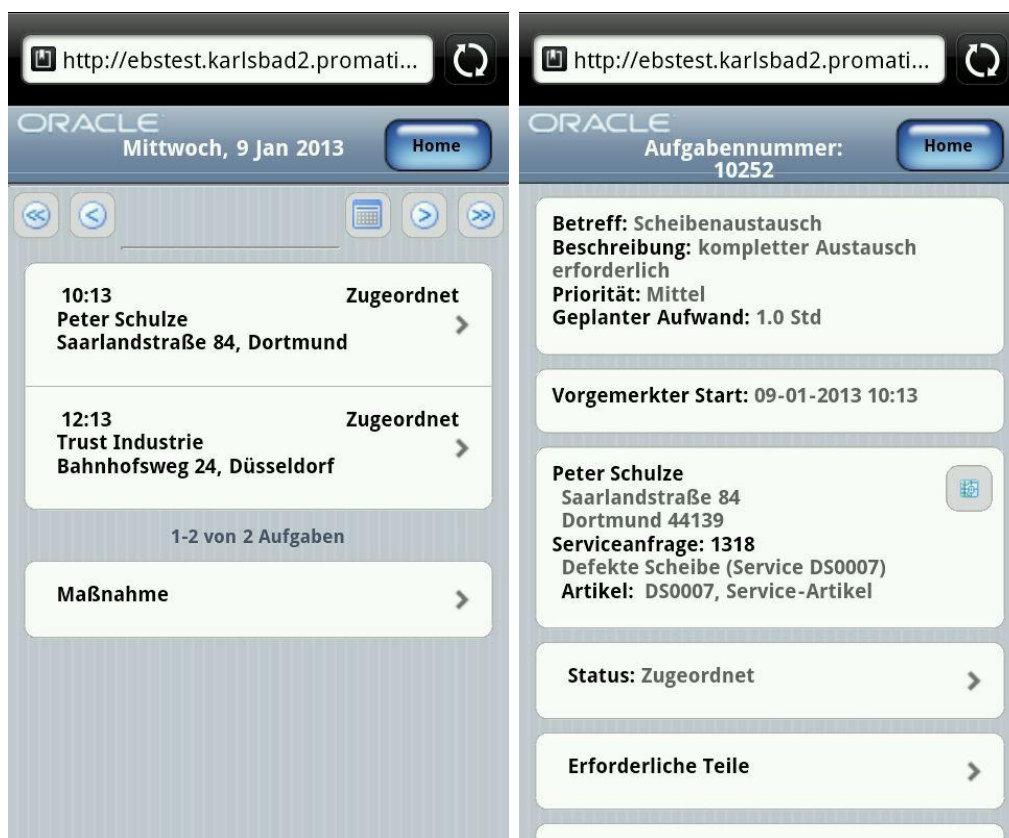 http://ebstest.karlsbad2.promati...
ORACLE
Mittwoch, 9 Jan 2013
Home
10:13 Zugeordnet
Peter Schulze
Saarlandstraße 84, Dortmund
12:13 Zugeordnet
Trust Industrie
Bahnhofsweg 24, Düsseldorf
1-2 von 2 Aufgaben
Maßnahme
http://ebstest.karlsbad2.promati...
ORACLE
Aufgabennummer:
10252
Home
Betreff: Scheibenaustausch
Beschreibung: kompletter Austausch
erforderlich
Priorität: Mittel
Geplanter Aufwand: 1.0 Std
Vorgemerkter Start: 09-01-2013 10:13
Peter Schulze
Saarlandstraße 84
Dortmund 44139
Serviceanfrage: 1318
Defekte Scheibe (Service DS0007)
Artikel: DS0007, Service-Artikel
Status: Zugeordnet
Erforderliche Teile